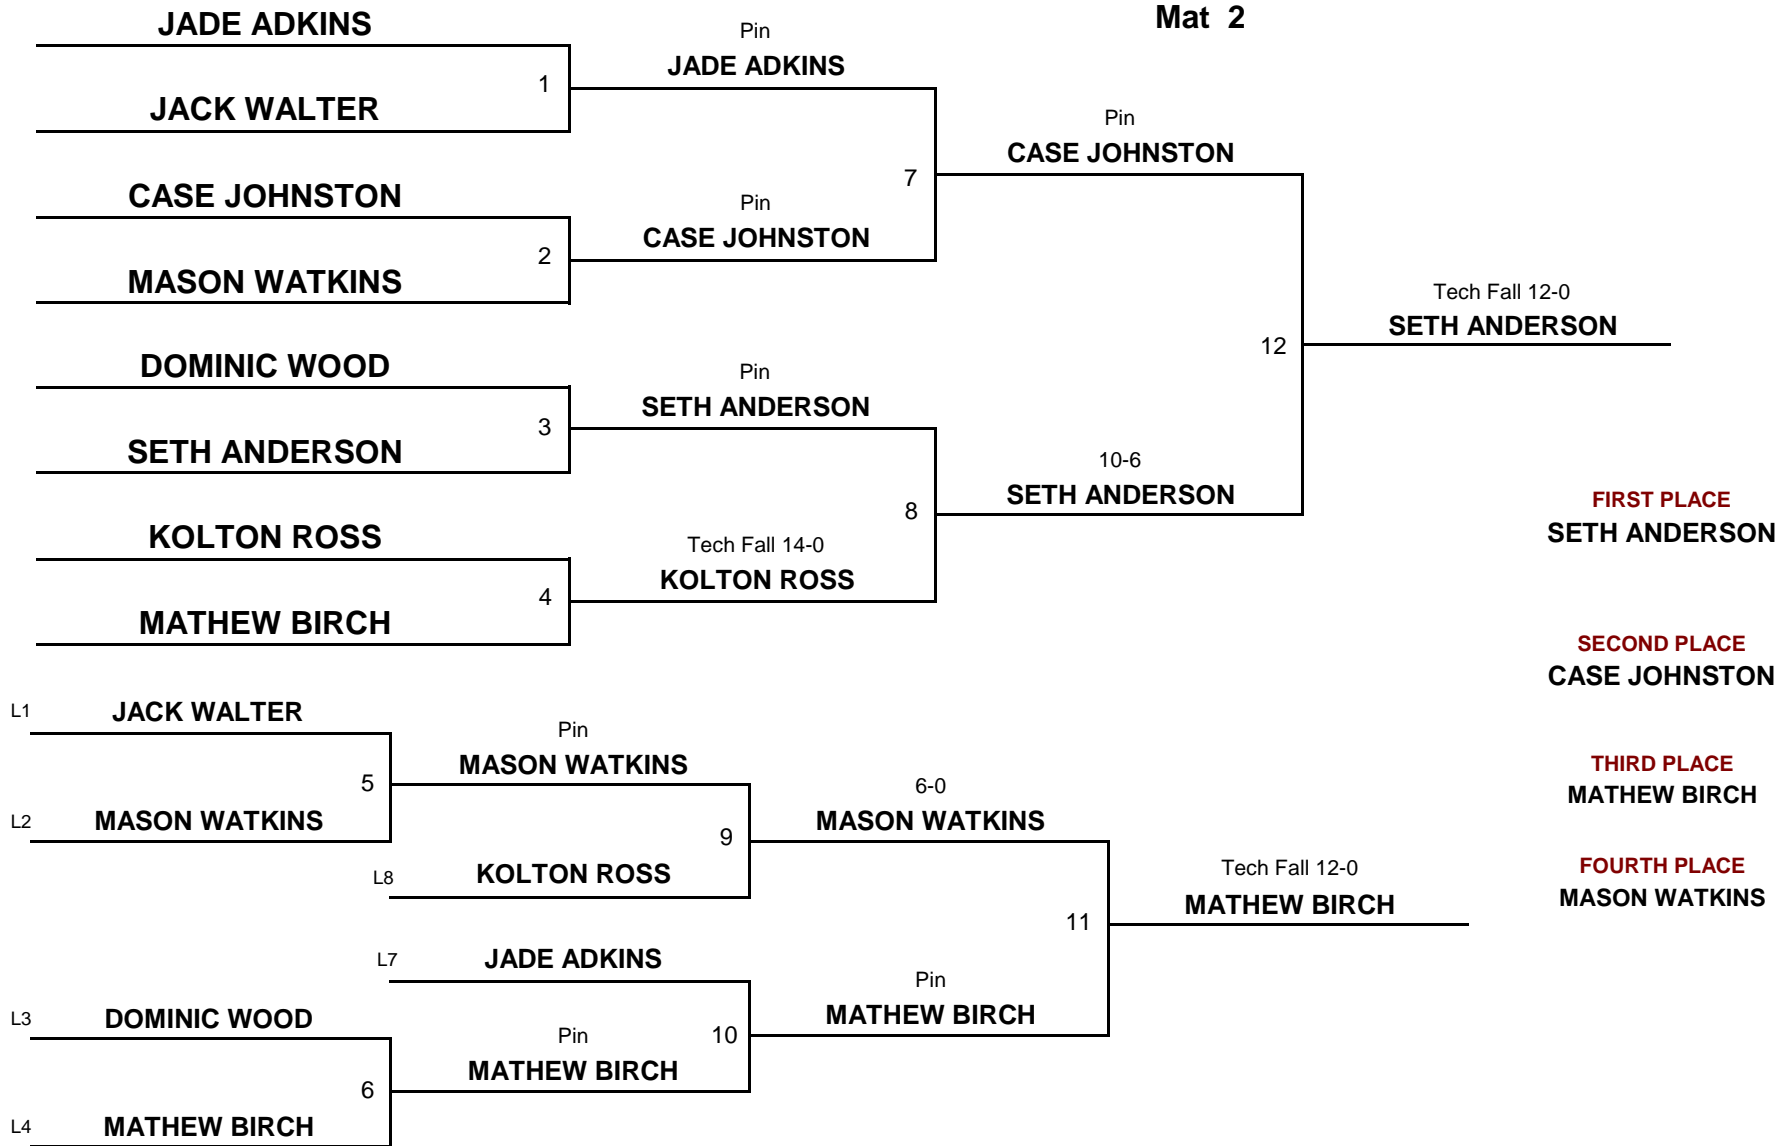 Mat 2
JADE ADKINS
Pin
JADE ADKINS
1
JACK WALTER
Pin
CASE JOHNSTON
7
CASE JOHNSTON
Pin
CASE JOHNSTON
2
MASON WATKINS
Tech Fall 12-0
SETH ANDERSON
12
DOMINIC WOOD
Pin
SETH ANDERSON
3
SETH ANDERSON
10-6
SETH ANDERSON
8
KOLTON ROSS
Tech Fall 14-0
KOLTON ROSS
4
MATHEW BIRCH
FIRST PLACE
SETH ANDERSON
SECOND PLACE
CASE JOHNSTON
THIRD PLACE
MATHEW BIRCH
FOURTH PLACE
MASON WATKINS
L1 JACK WALTER
Pin
MASON WATKINS
5
L2 MASON WATKINS
6-0
MASON WATKINS
9
L8 KOLTON ROSS
Tech Fall 12-0
MATHEW BIRCH
11
L7 JADE ADKINS
Pin
MATHEW BIRCH
L3 DOMINIC WOOD
Pin
10
MATHEW BIRCH
6
L4 MATHEW BIRCH